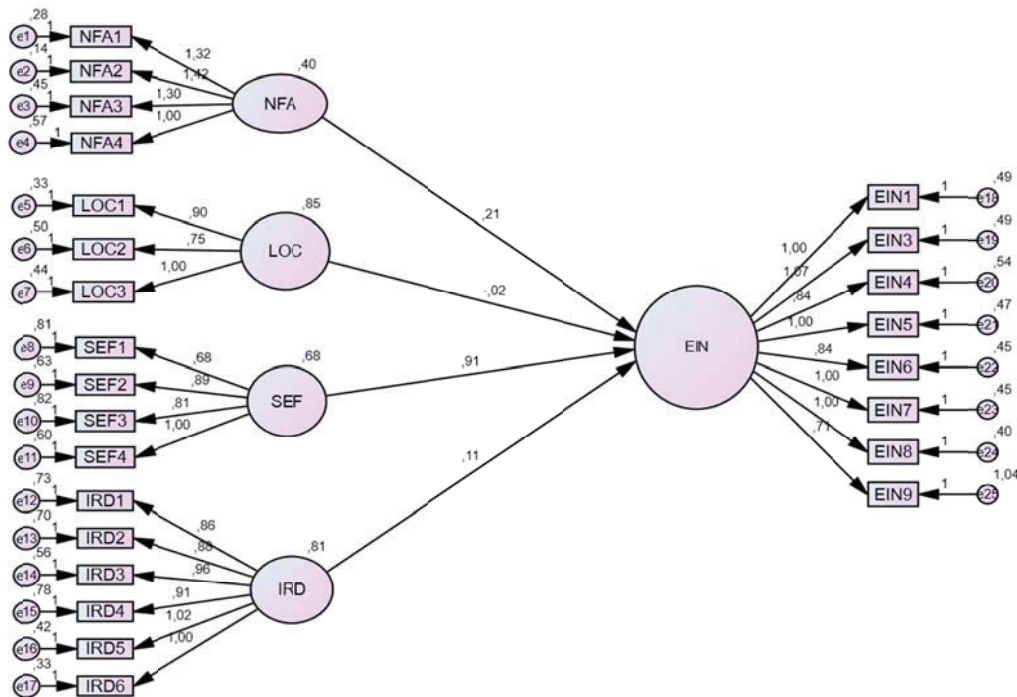 ,28
e1
1
NFA1
,14
e2
1
NFA2
,45
e3
1
NFA3
,57
e4
1
NFA4
1,32
1,42
1,30
1,00
,40
NFA
,33
e5
1
LOC1
,50
e6
1
LOC2
,44
e7
1
LOC3
,90
,75
1,00
,85
LOC
,81
e8
1
SEF1
,63
e9
1
SEF2
,82
e10
1
SEF3
,60
e11
1
SEF4
,68
,89
,81
1,00
,68
SEF
,73
e12
1
IRD1
,70
e13
1
IRD2
,56
e14
1
IRD3
,78
e15
1
IRD4
,42
e16
1
IRD5
,33
e17
1
IRD6
,86
,88
,96
,91
1,02
1,00
,81
IRD
,21
-,02
,91
,11
EIN
1,00
1,07
,84
1,00
,84
1,00
1,00
,71
EIN1
1
,49
e18
EIN3
1
,49
e19
EIN4
1
,54
e20
EIN5
1
,47
e21
EIN6
1
,45
e22
EIN7
1
,45
e23
EIN8
1
,40
e24
EIN9
1
1,04
e25